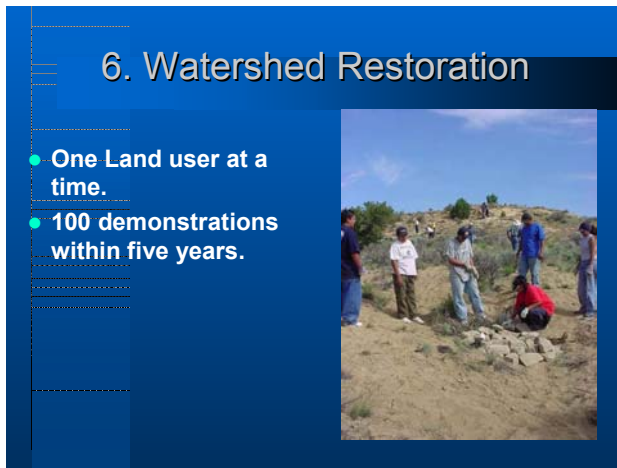 6. Watershed Restoration
One Land user at a
time.
100 demonstrations
within five years.